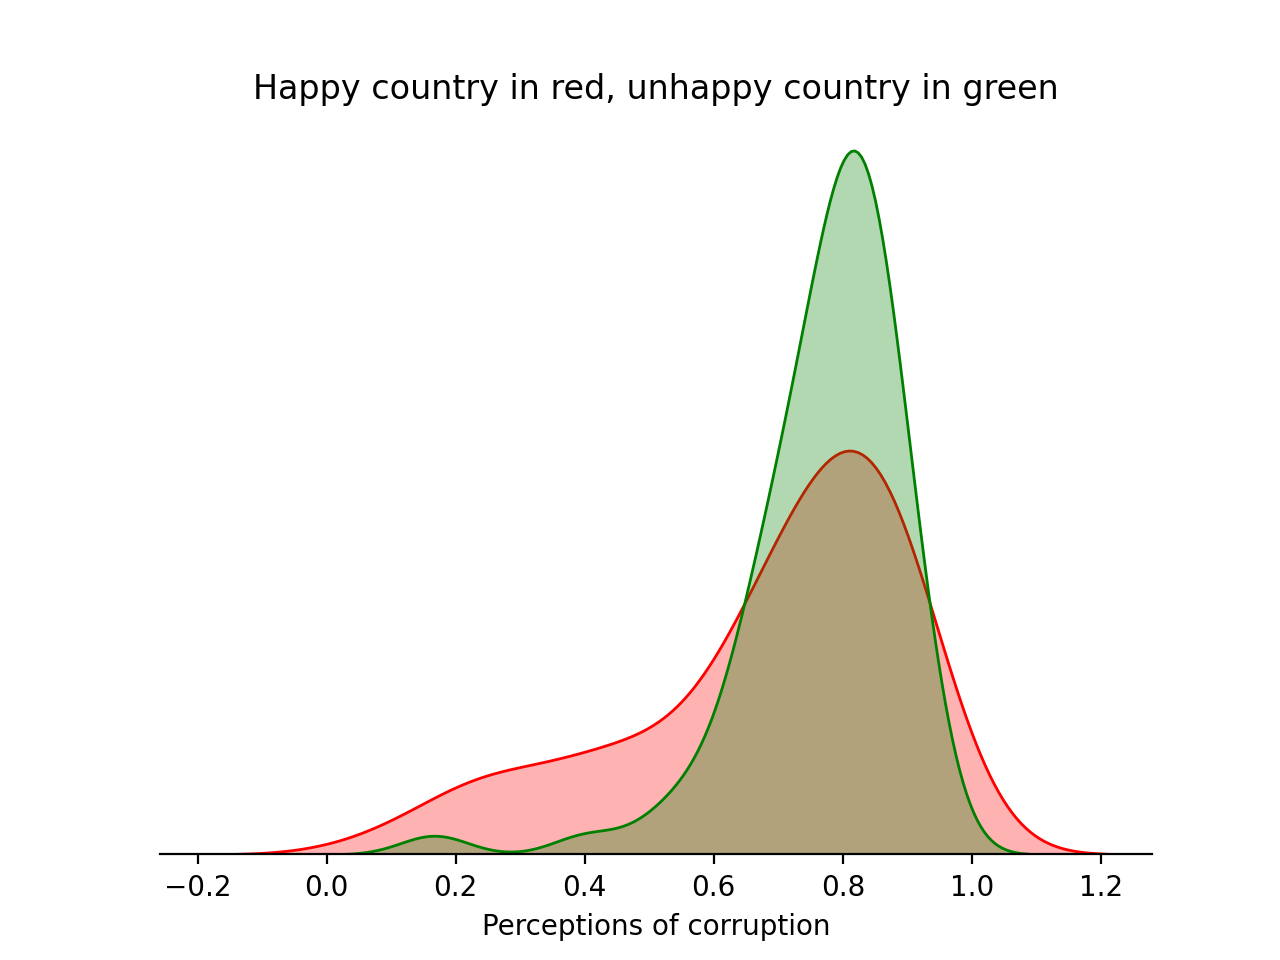 Happy country in red, unhappy country in green
−0.2 0.0 0.2 0.4 0.6 0.8 1.0 1.2
Perceptions of corruption